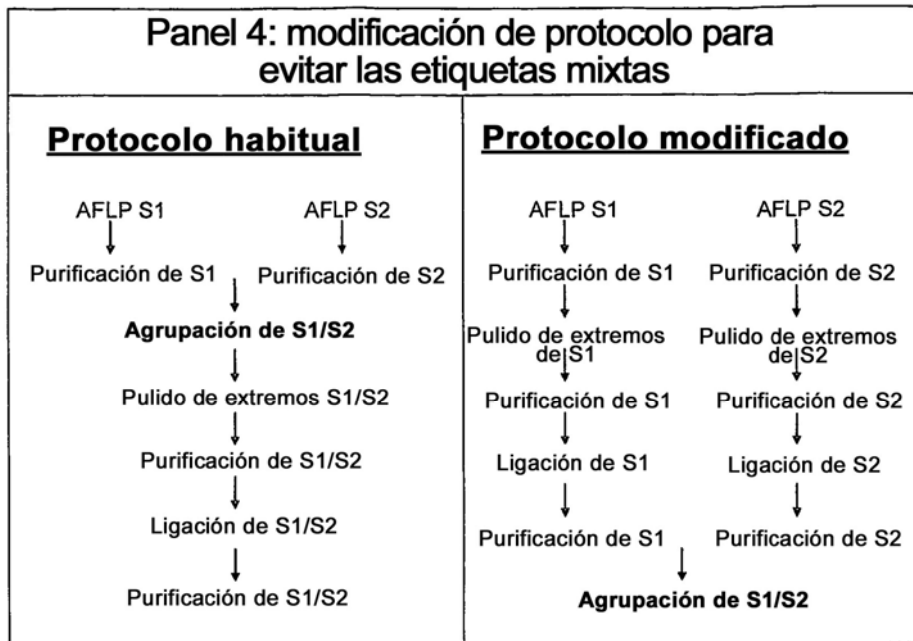 Panel 4: modificación de protocolo para
evitar las etiquetas mixtas
Protocolo habitual
AFLP S1
AFLP S2
Purificación de S1
Purificación de S2
Agrupación de S1/S2
Pulido de extremos S1/S2
Purificación de S1/S2
Ligación de S1/S2
Purificación de S1/S2
Protocolo modificado
AFLP S1
AFLP S2
Purificación de S1
Purificación de S2
Pulido de extremos
de S1
Pulido de extremos
de S2
Purificación de S1
Purificación de S2
Ligación de S1
Ligación de S2
Purificación de S1
Purificación de S2
Agrupación de S1/S2